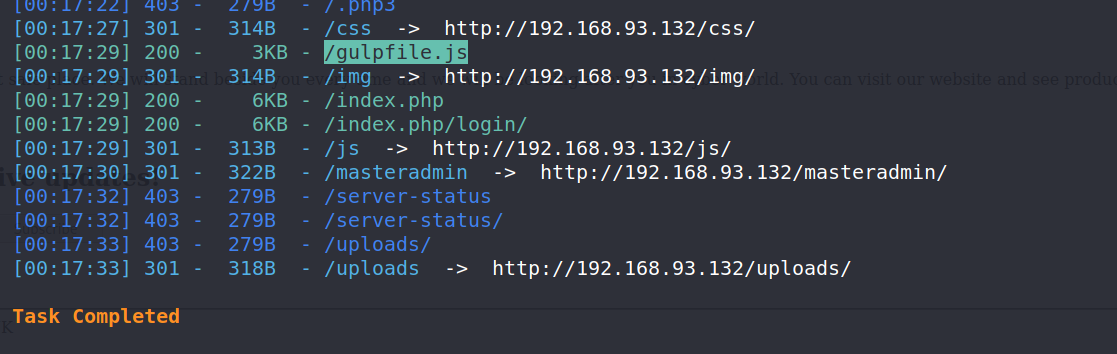 [00:17:22] 403 -  279B  - /.php3
[00:17:27] 301 -  314B  - /css  ->  http://192.168.93.132/css/
[00:17:29] 200 -    3KB - /gulpfile.js
[00:17:29] 301 -  314B  - /img  ->  http://192.168.93.132/img/
[00:17:29] 200 -    6KB - /index.php
[00:17:29] 200 -    6KB - /index.php/login/
[00:17:29] 301 -  313B  - /js  ->  http://192.168.93.132/js/
[00:17:30] 301 -  322B  - /masteradmin  ->  http://192.168.93.132/masteradmin/
[00:17:32] 403 -  279B  - /server-status
[00:17:32] 403 -  279B  - /server-status/
[00:17:33] 403 -  279B  - /uploads/
[00:17:33] 301 -  318B  - /uploads  ->  http://192.168.93.132/uploads/
Task Completed